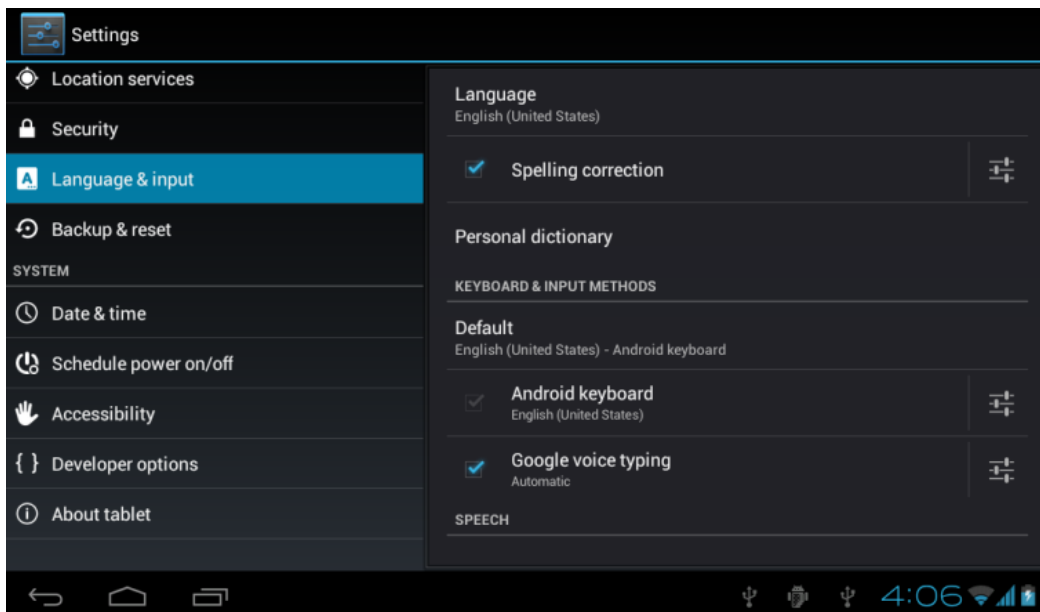 Settings
Location services
Security
Language & input
Backup & reset
SYSTEM
Date & time
Schedule power on/off
Accessibility
{ } Developer options
About tablet
Language
English (United States)
Spelling correction
Personal dictionary
KEYBOARD & INPUT METHODS
Default
English (United States) - Android keyboard
Android keyboard
English (United States)
Google voice typing
Automatic
SPEECH
4:06